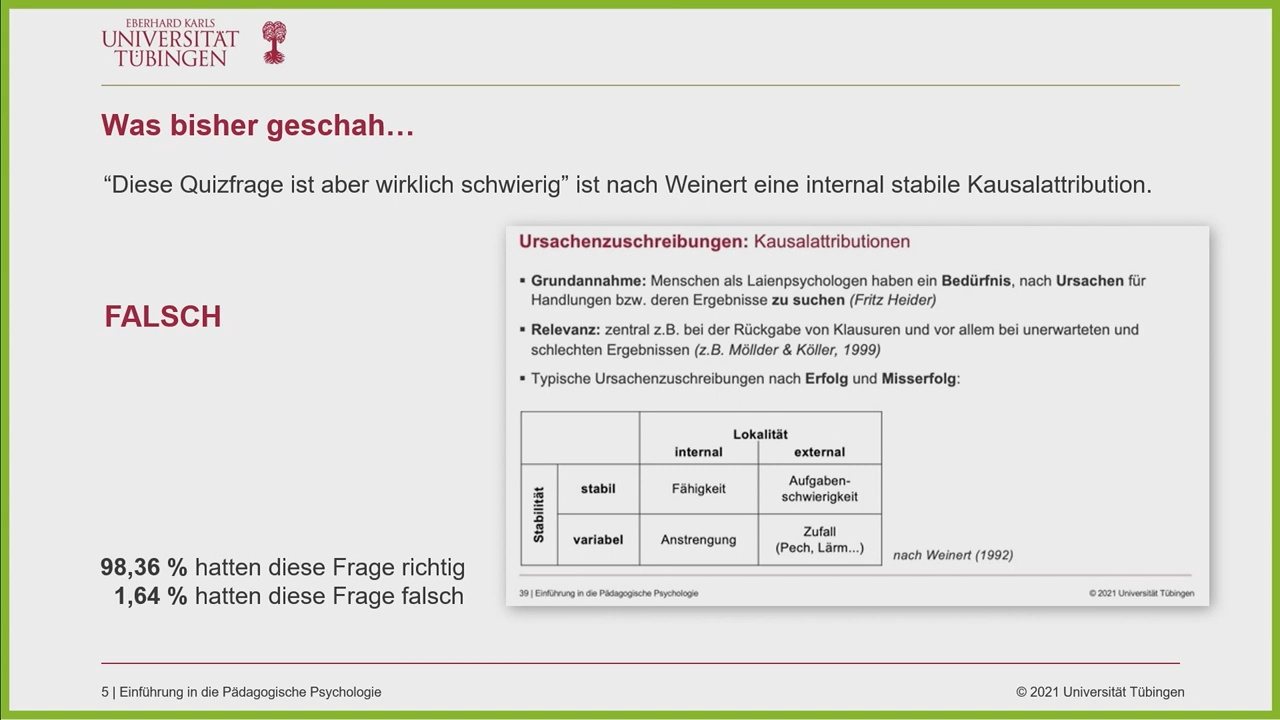 EBERHARD KARLS
UNIVERSITÄT
TÜBINGEN
Was bisher geschah…
“Diese Quizfrage ist aber wirklich schwierig” ist nach Weinert eine internal stabile Kausalattribution.
FALSCH
98,36 % hatten diese Frage richtig
1,64 % hatten diese Frage falsch
Ursachenzuschreibungen: Kausalattributionen
▪ Grundannahme: Menschen als Laienpsychologen haben ein Bedürfnis, nach Ursachen für
Handlungen bzw. deren Ergebnisse zu suchen (Fritz Heider)
▪ Relevanz: zentral z.B. bei der Rückgabe von Klausuren und vor allem bei unerwarteten und
schlechten Ergebnissen (z.B. Möllder & Köller, 1999)
▪ Typische Ursachenzuschreibungen nach Erfolg und Misserfolg:
Lokalität
internal external
Stabilität
stabil Fähigkeit Aufgaben-
schwierigkeit
variabel Anstrengung Zufall
(Pech, Lärm...)
nach Weinert (1992)
39 | Einführung in die Pädagogische Psychologie © 2021 Universität Tübingen
5 | Einführung in die Pädagogische Psychologie © 2021 Universität Tübingen